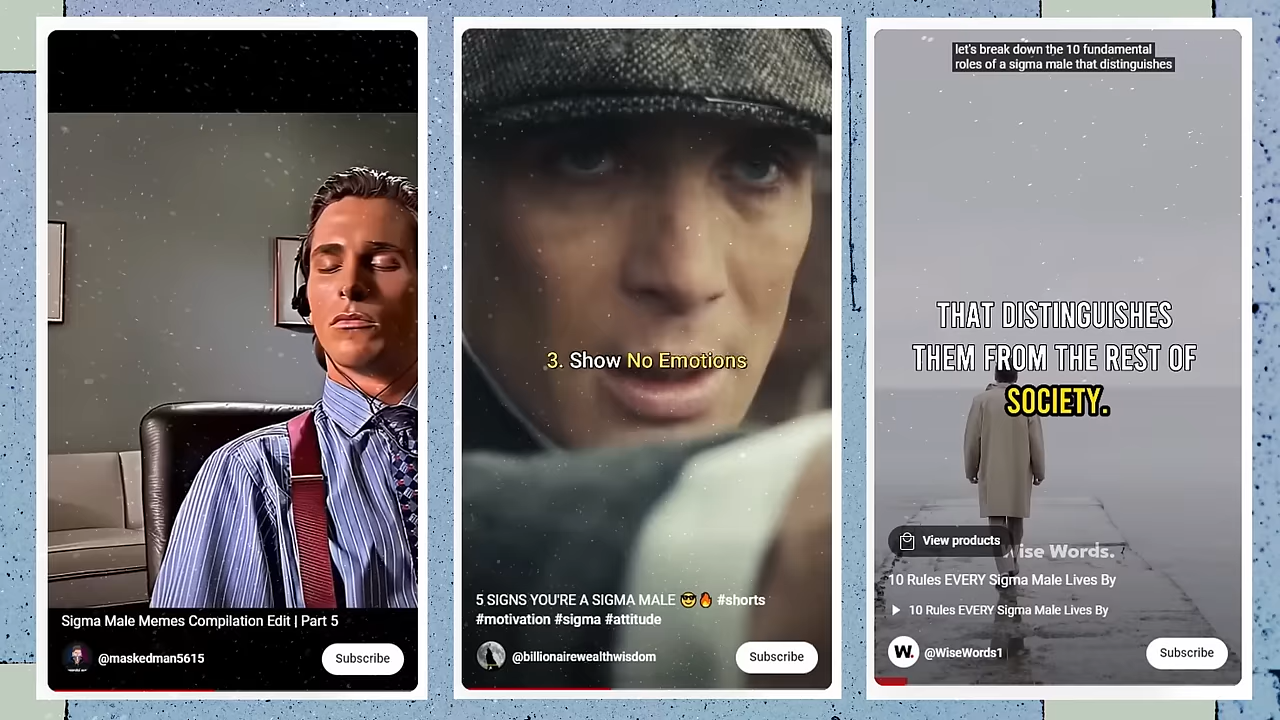 Sigma Male Memes Compilation Edit | Part 5
@maskedman5615
Subscribe
3. Show No Emotions
5 SIGNS YOU'RE A SIGMA MALE 😎🔥 #shorts
#motivation #sigma #attitude
@billionairewealthwisdom
Subscribe
let's break down the 10 fundamental
roles of a sigma male that distinguishes
THAT DISTINGUISHES
THEM FROM THE REST OF
SOCIETY.
View products
ise Words.
10 Rules EVERY Sigma Male Lives By
10 Rules EVERY Sigma Male Lives By
W.
@WiseWords1
Subscribe